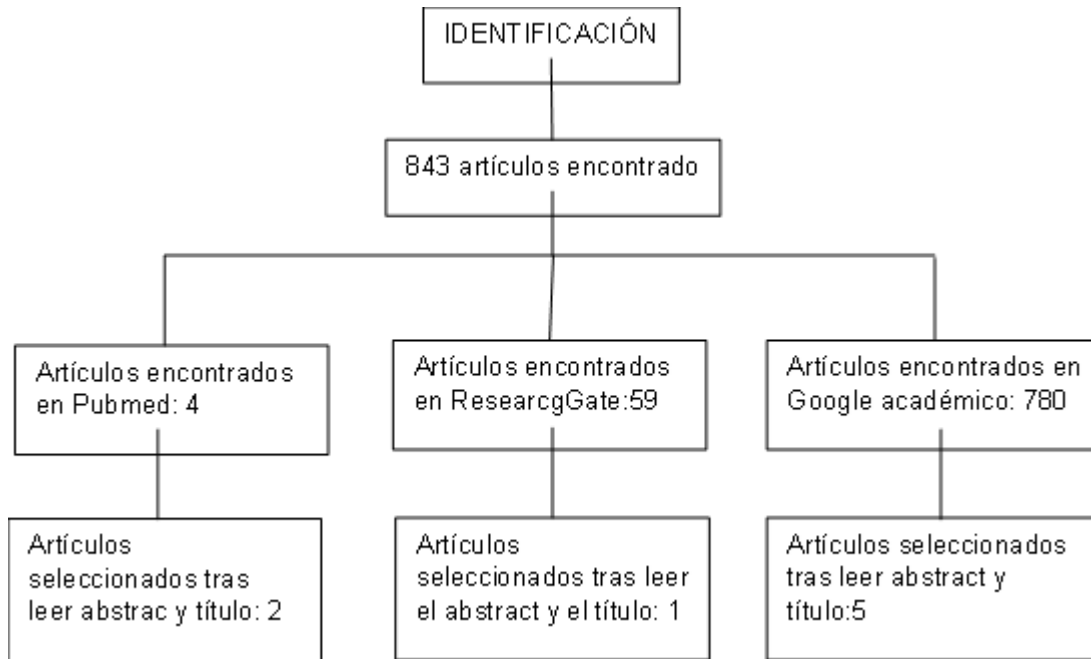 IDENTIFICACIÓN
843 artículos encontrado
Artículos encontrados
en Pubmed: 4
Artículos encontrados
en ResearcgGate:59
Artículos encontrados en
Google académico: 780
Artículos
seleccionados tras
leer abstrac y título: 2
Artículos
seleccionados tras leer
el abstract y el título: 1
Artículos seleccionados
tras leer abstract y
título:5